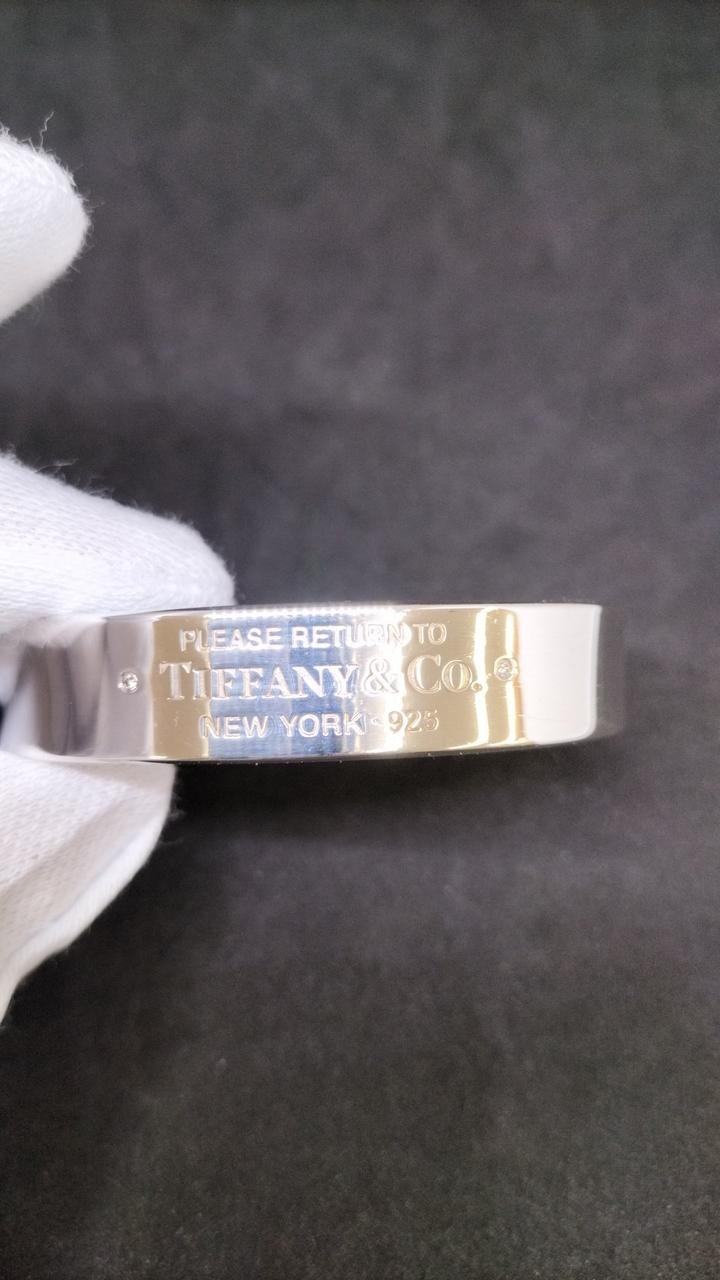 PLEASE RETURN TO
TIFFANY & CO.
NEW YORK · 925